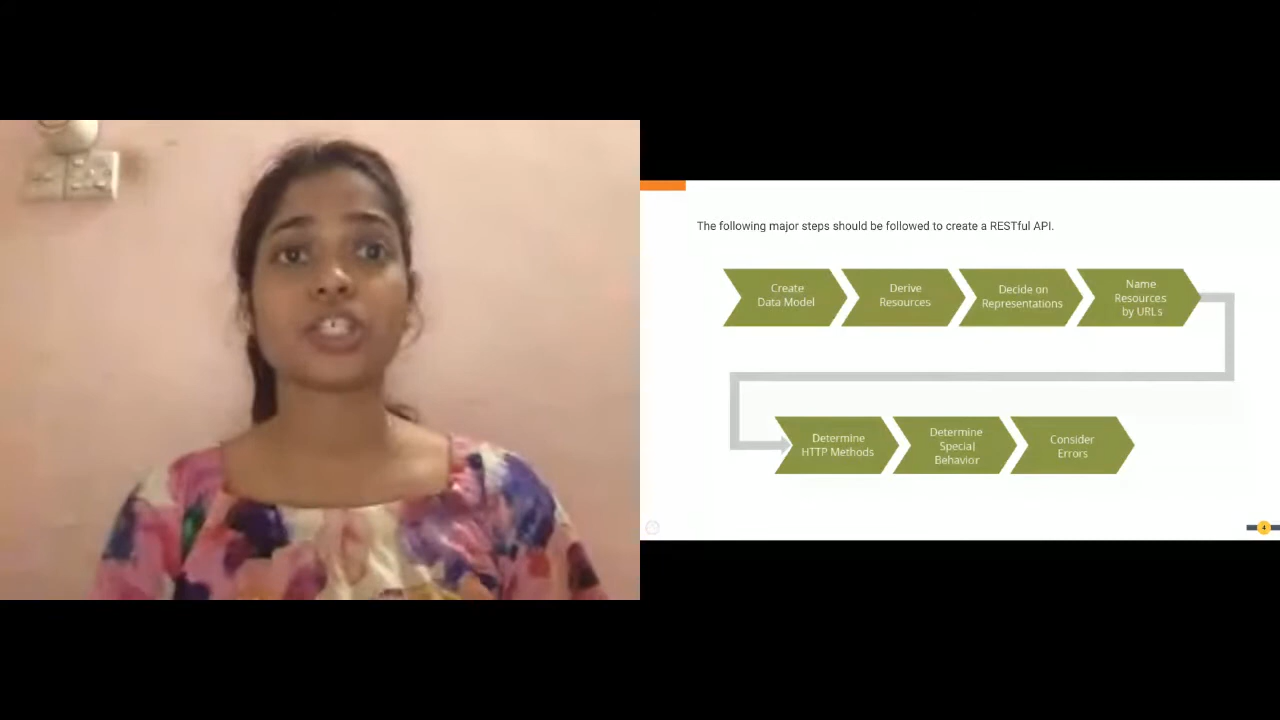 The following major steps should be followed to create a RESTful API.
Create
Data Model
Derive
Resources
Decide on
Representations
Name
Resources
by URLs
Determine
HTTP Methods
Determine
Special
Behavior
Consider
Errors
4